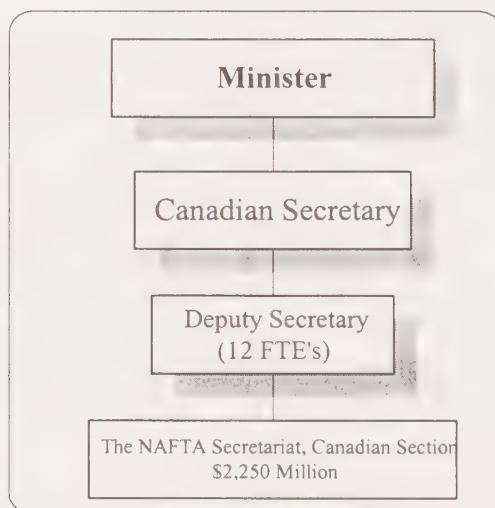 Minister
Canadian Secretary
Deputy Secretary
(12 FTE's)
The NAFTA Secretariat, Canadian Section
$2,250 Million